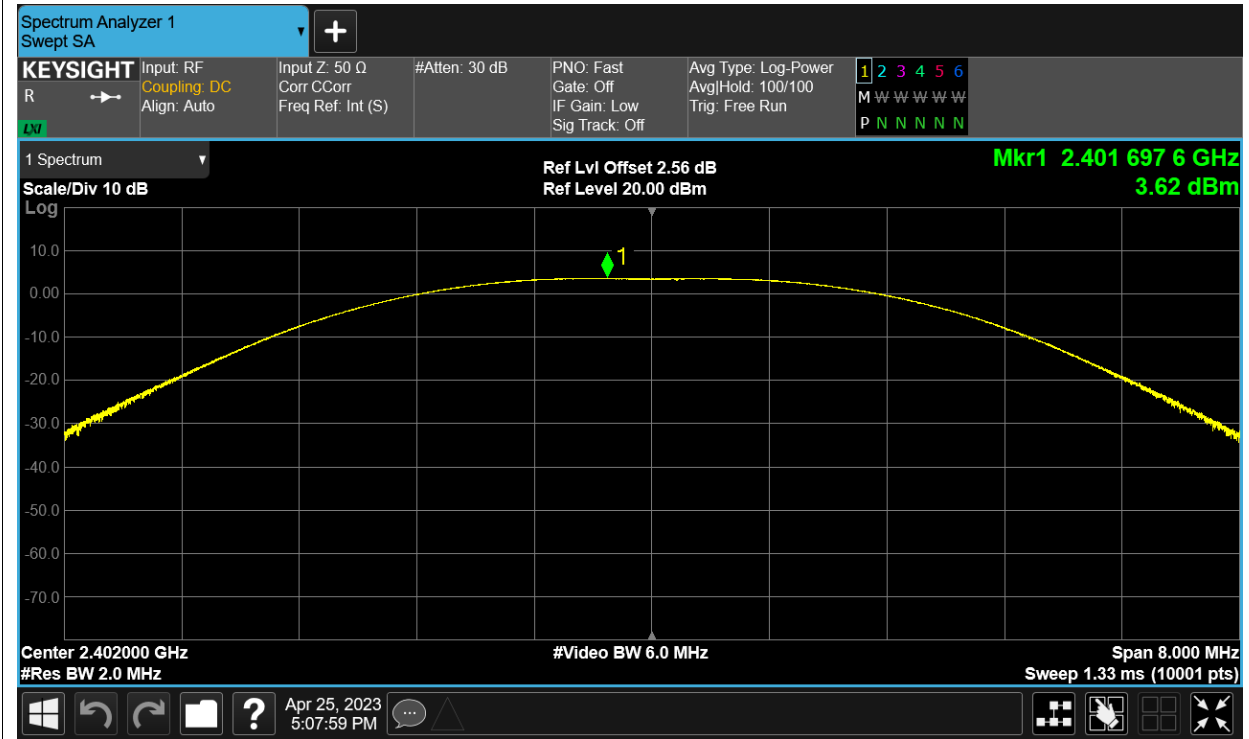 Spectrum Analyzer 1
Swept SA
KEYSIGHT
R
LXI
Input: RF
Coupling: DC
Align: Auto
Input Z: 50 Ω
Corr CCorr
Freq Ref: Int (S)
#Atten: 30 dB
PNO: Fast
Gate: Off
IF Gain: Low
Sig Track: Off
Avg Type: Log-Power
Avg|Hold: 100/100
Trig: Free Run
1 2 3 4 5 6
M W W W W W
P N N N N N
1 Spectrum
Scale/Div 10 dB
Log
Ref Lvl Offset 2.56 dB
Ref Level 20.00 dBm
Mkr1 2.401 697 6 GHz
3.62 dBm
1
10.0
0.00
-10.0
-20.0
-30.0
-40.0
-50.0
-60.0
-70.0
Center 2.402000 GHz
#Res BW 2.0 MHz
#Video BW 6.0 MHz
Span 8.000 MHz
Sweep 1.33 ms (10001 pts)
?
Apr 25, 2023
5:07:59 PM